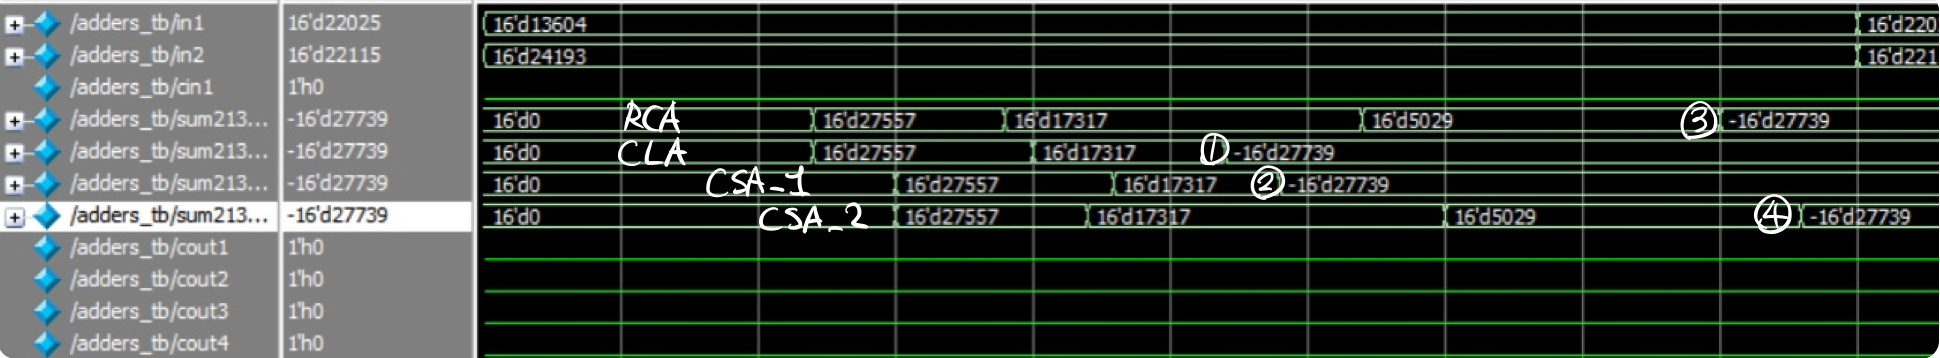 /adders_tb/in1 16'd22025 16'd13604 16'd220
/adders_tb/in2 16'd22115 16'd24193 16'd221
/adders_tb/cin1 1'h0
/adders_tb/sum213... -16'd27739 16'd0 RCA 16'd27557 16'd17317 16'd5029 ③ -16'd27739
/adders_tb/sum213... -16'd27739 16'd0 CLA 16'd27557 16'd17317 ① -16'd27739
/adders_tb/sum213... -16'd27739 16'd0 CSA_1 16'd27557 16'd17317 ② -16'd27739
/adders_tb/sum213... -16'd27739 16'd0 CSA_2 16'd27557 16'd17317 16'd5029 ④ -16'd27739
/adders_tb/cout1 1'h0
/adders_tb/cout2 1'h0
/adders_tb/cout3 1'h0
/adders_tb/cout4 1'h0